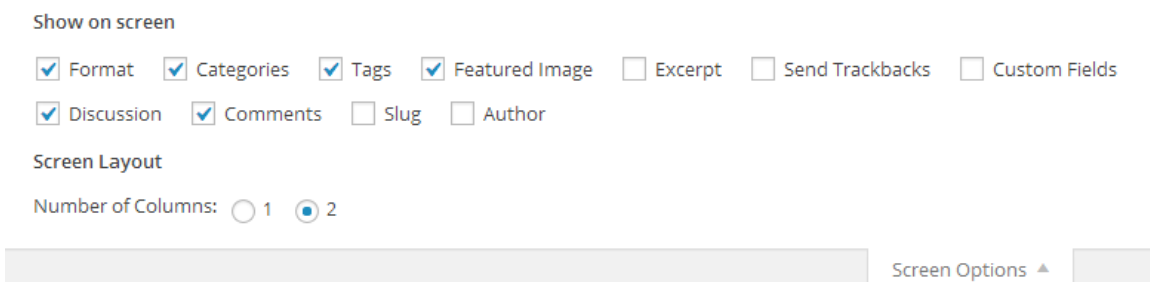 Show on screen
Format Categories Tags Featured Image Excerpt Send Trackbacks Custom Fields
Discussion Comments Slug Author
Screen Layout
Number of Columns: 1 2
Screen Options